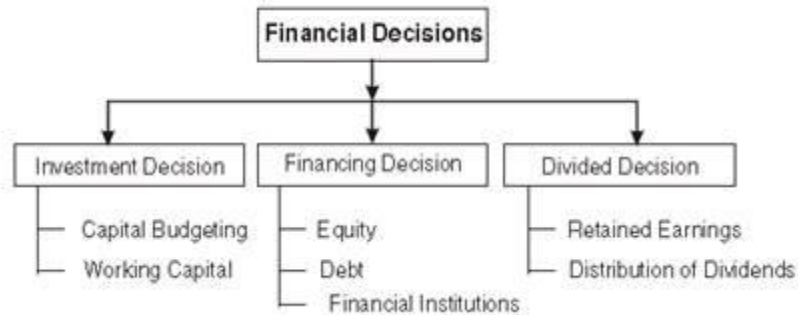 Financial Decisions
Investment Decision
Capital Budgeting
Working Capital
Financing Decision
Equity
Debt
Financial Institutions
Divided Decision
Retained Earnings
Distribution of Dividends